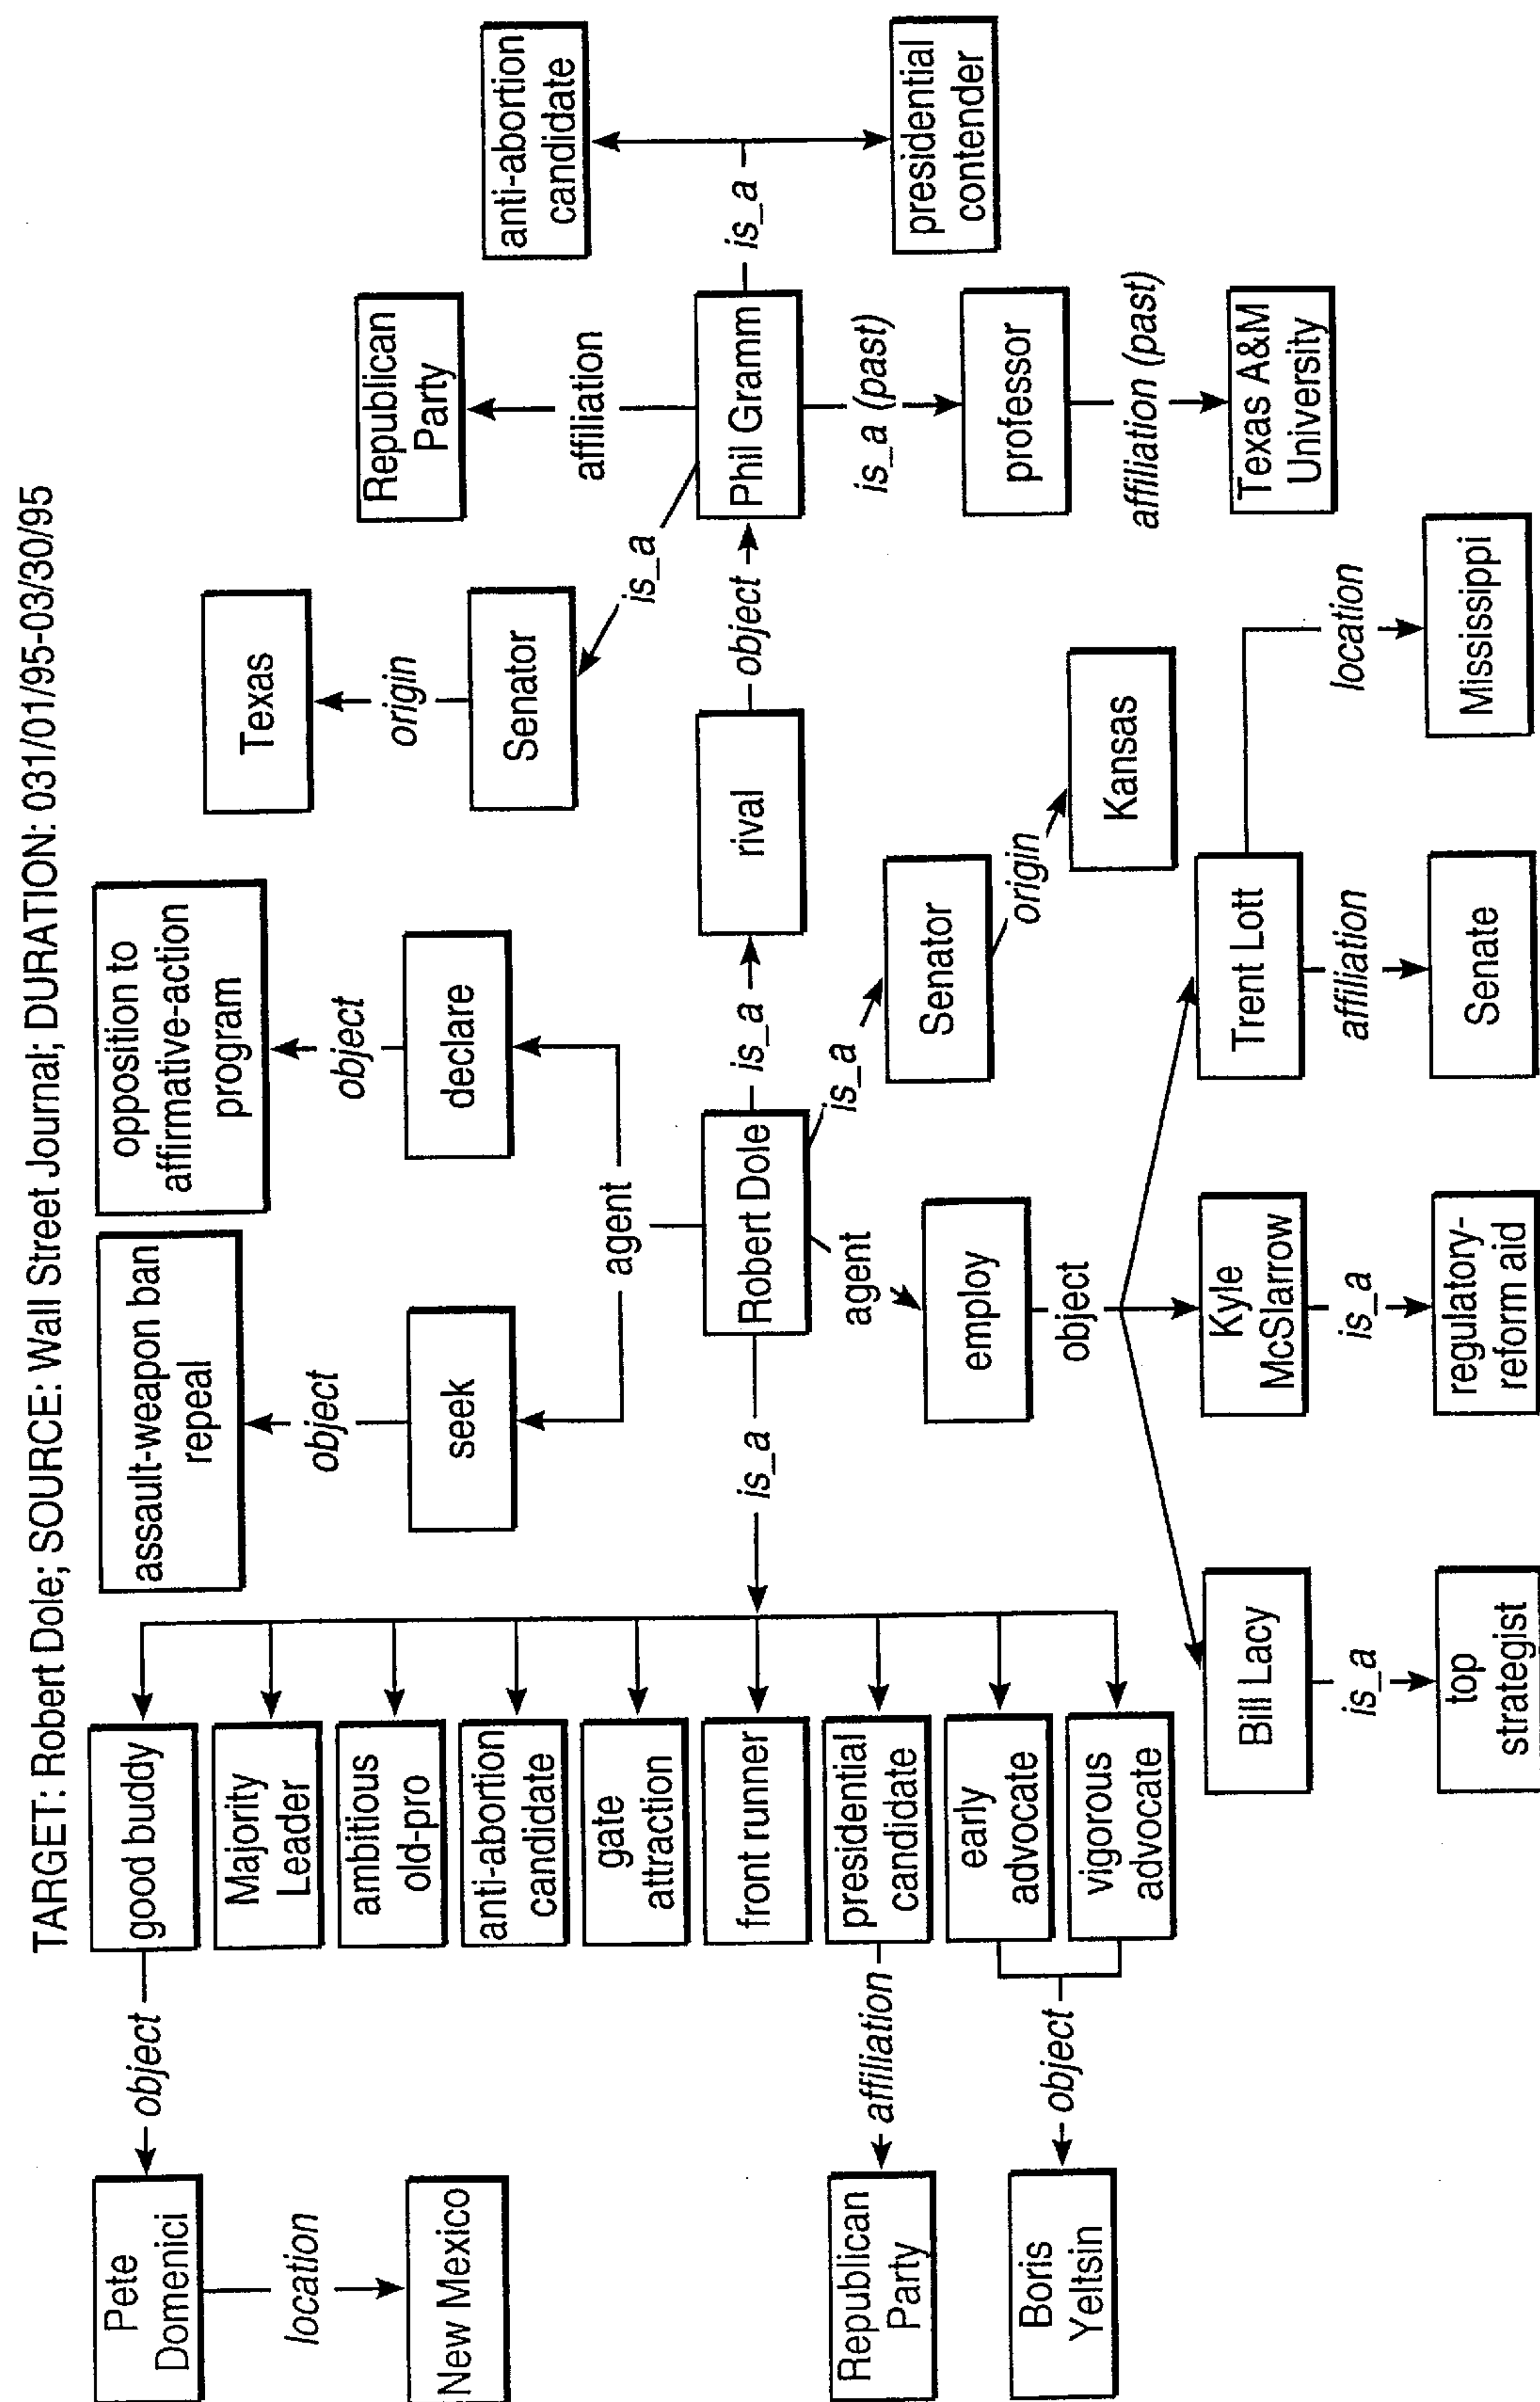 TARGET: Robert Dole; SOURCE: Wall Street Journal; DURATION: 031/01/95-03/30/95
Pete
Domenici
object
good buddy
location
New Mexico
Majority
Leader
ambitious
old-pro
anti-abortion
candidate
gate
attraction
front runner
Republican
Party
affiliation
presidential
candidate
Boris
Yeltsin
object
early
advocate
vigorous
advocate
is_a
assault-weapon ban
repeal
object
seek
opposition to
affirmative-action
program
object
declare
agent
Robert Dole
is_a
rival
object
Phil Gramm
Texas
origin
Senator
is_a
Republican
Party
affiliation
is_a
anti-abortion
candidate
presidential
contender
is_a (past)
professor
affiliation (past)
Texas A&M
University
is_a
Senator
origin
Kansas
agent
employ
object
Bill Lacy
is_a
top
strategist
Kyle
McSlarrow
is_a
regulatory-
reform aid
Trent Lott
affiliation
Senate
location
Mississippi